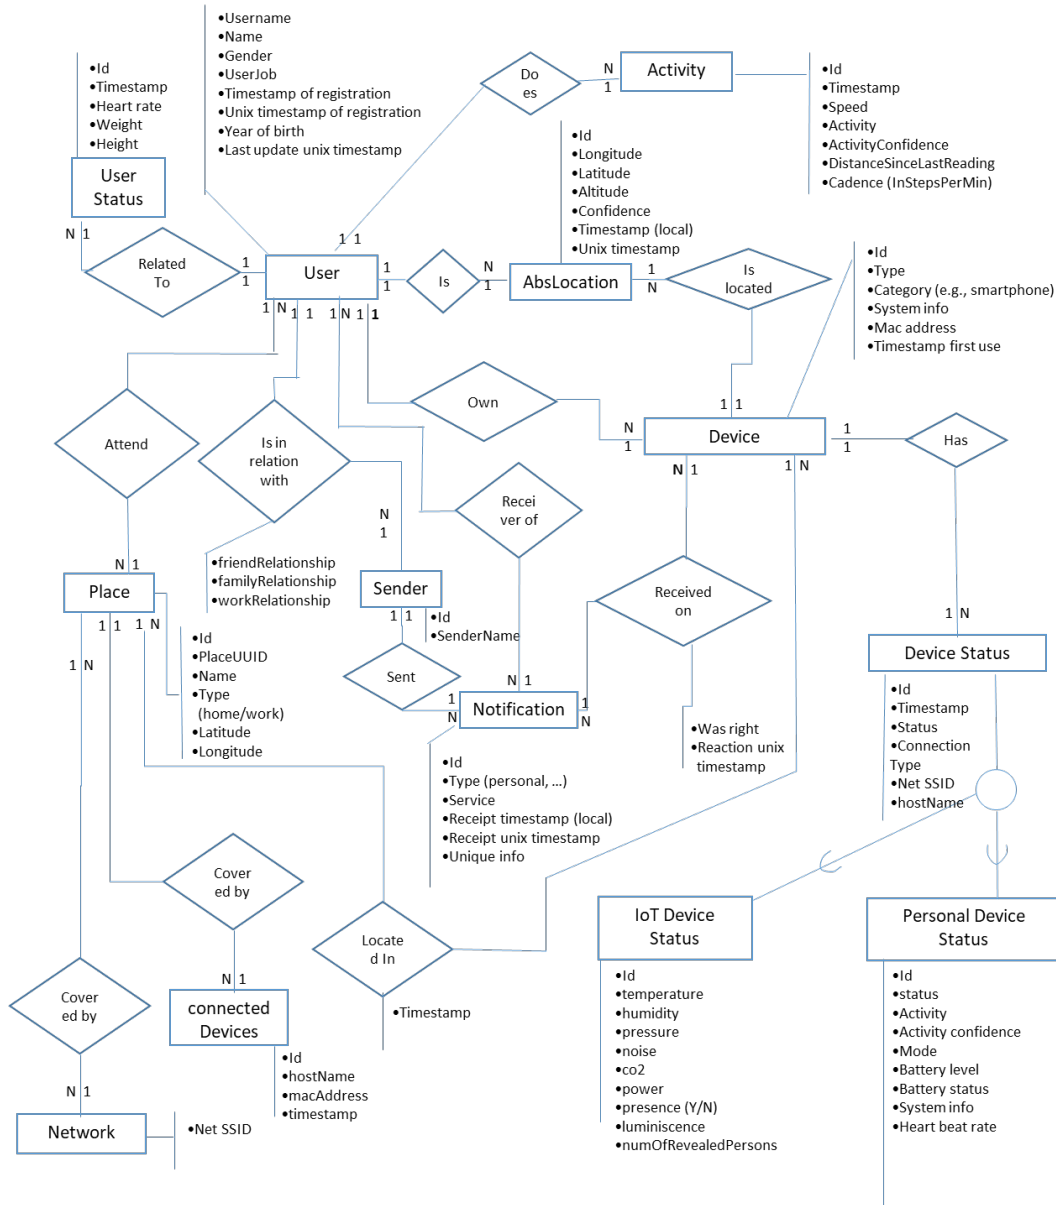 •Username
•Name
•Gender
•UserJob
•Timestamp of registration
•Unix timestamp of registration
•Year of birth
•Last update unix timestamp
•Id
•Timestamp
•Heart rate
•Weight
•Height
User
Status
Do
es
N
1
Activity
•Id
•Timestamp
•Speed
•Activity
•ActivityConfidence
•DistanceSinceLastReading
•Cadence (InStepsPerMin)
•Id
•Longitude
•Latitude
•Altitude
•Confidence
•Timestamp (local)
•Unix timestamp
N 1
Related
To
1
1
User
1 1
1
1
Is
N
1
AbsLocation
1
N
Is
located
•Id
•Type
•Category (e.g., smartphone)
•System info
•Mac address
•Timestamp first use
1 N 1 1
1 N 1 1
Attend
Is in
relation
with
Own
N
1
1 1
Device
1
1
Has
N 1
1 N
Recei
ver of
N
1
•friendRelationship
•familyRelationship
•workRelationship
N 1
Place
1 1
1 N
Sender
1 1
•Id
•SenderName
Received
on
1 N
Device Status
•Id
•Timestamp
•Status
•Connection
Type
•Net SSID
•hostName
•Id
•PlaceUUID
•Name
•Type
(home/work)
•Latitude
•Longitude
1 N
Sent
1
N
N 1
Notification
1
N
•Was right
•Reaction unix
timestamp
•Id
•Type (personal, ...)
•Service
•Receipt timestamp (local)
•Receipt unix timestamp
•Unique info
Cover
ed by
Locate
d In
•Timestamp
IoT Device
Status
•Id
•temperature
•humidity
•pressure
•noise
•co2
•power
•presence (Y/N)
•luminiscence
•numOfRevealedPersons
Personal Device
Status
•Id
•status
•Activity
•Activity confidence
•Mode
•Battery level
•Battery status
•System info
•Heart beat rate
N 1
connected
Devices
•Id
•hostName
•macAddress
•timestamp
Cover
ed by
N 1
Network
•Net SSID